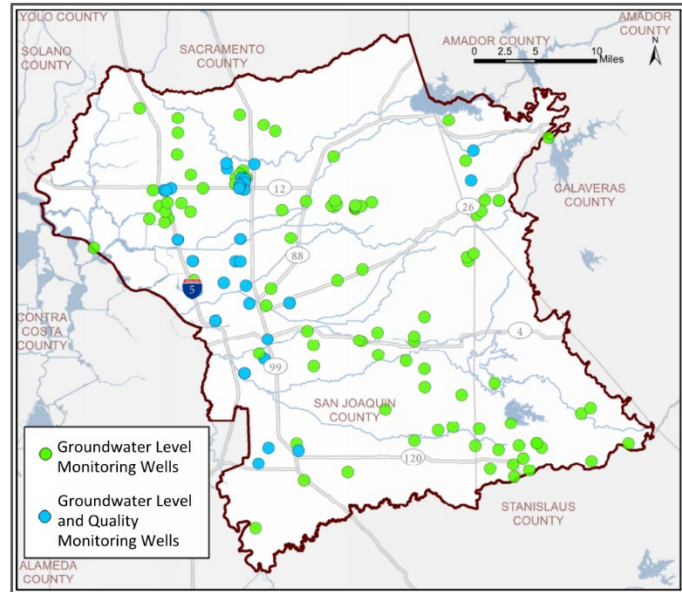 YOLO COUNTY
SOLANO
COUNTY
SACRAMENTO
COUNTY
AMADOR COUNTY
AMADOR
COUNTY
0 2.5 5 10
Miles
N
12
26
CALAVERAS
COUNTY
88
5
CONTRA
COSTA
COUNTY
4
99
SAN JOAQUIN
COUNTY
120
STANISLAUS
COUNTY
ALAMEDA
COUNTY
Groundwater Level
Monitoring Wells
Groundwater Level
and Quality
Monitoring Wells